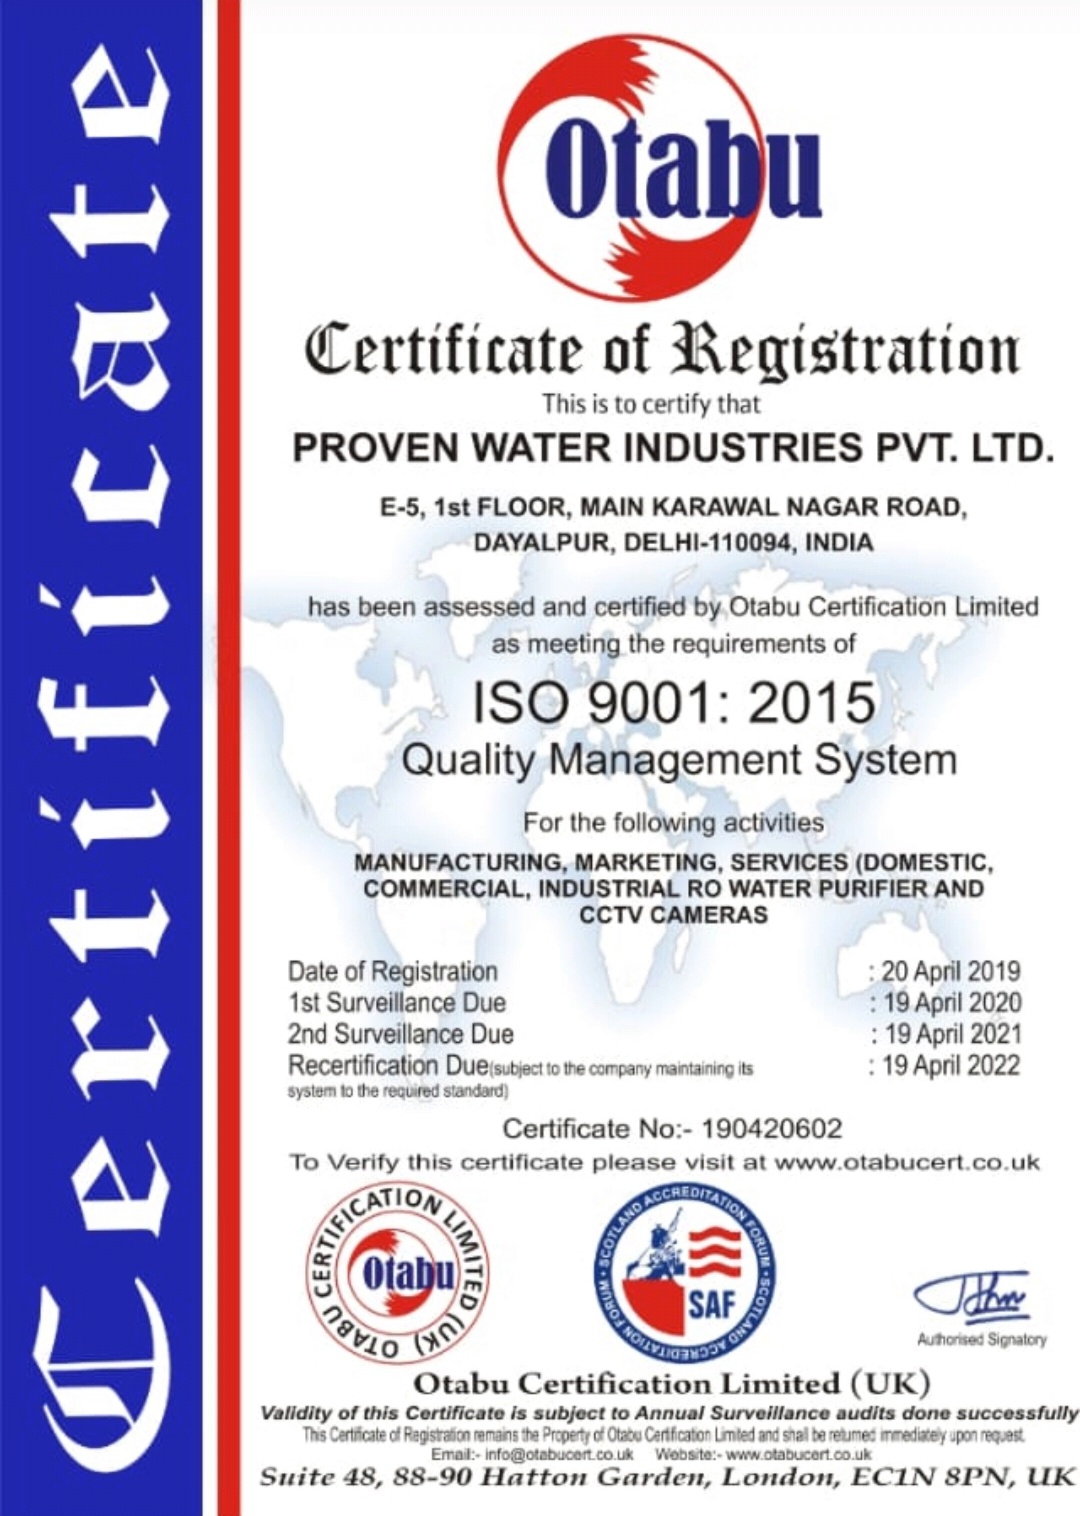 Certificate
Otabu
Certificate of Registration
This is to certify that
PROVEN WATER INDUSTRIES PVT. LTD.
E-5, 1st FLOOR, MAIN KARAWAL NAGAR ROAD,
DAYALPUR, DELHI-110094, INDIA
has been assessed and certified by Otabu Certification Limited
as meeting the requirements of
ISO 9001: 2015
Quality Management System
For the following activities
MANUFACTURING, MARKETING, SERVICES (DOMESTIC,
COMMERCIAL, INDUSTRIAL RO WATER PURIFIER AND
CCTV CAMERAS
Date of Registration : 20 April 2019
1st Surveillance Due : 19 April 2020
2nd Surveillance Due : 19 April 2021
Recertification Due(subject to the company maintaining its : 19 April 2022
system to the required standard)
Certificate No:- 190420602
To Verify this certificate please visit at www.otabucert.co.uk
OTABU CERTIFICATION LIMITED (UK)
Otabu
SCOTLAND ACCREDITATION FORUM • SCOTLAND ACCREDITATION FORUM •
SAF
Authorised Signatory
Otabu Certification Limited (UK)
Validity of this Certificate is subject to Annual Surveillance audits done successfully
This Certificate of Registration remains the Property of Otabu Certification Limited and shall be returned immediately upon request.
Email:- info@otabucert.co.uk Website:- www.otabucert.co.uk
Suite 48, 88-90 Hatton Garden, London, EC1N 8PN, UK